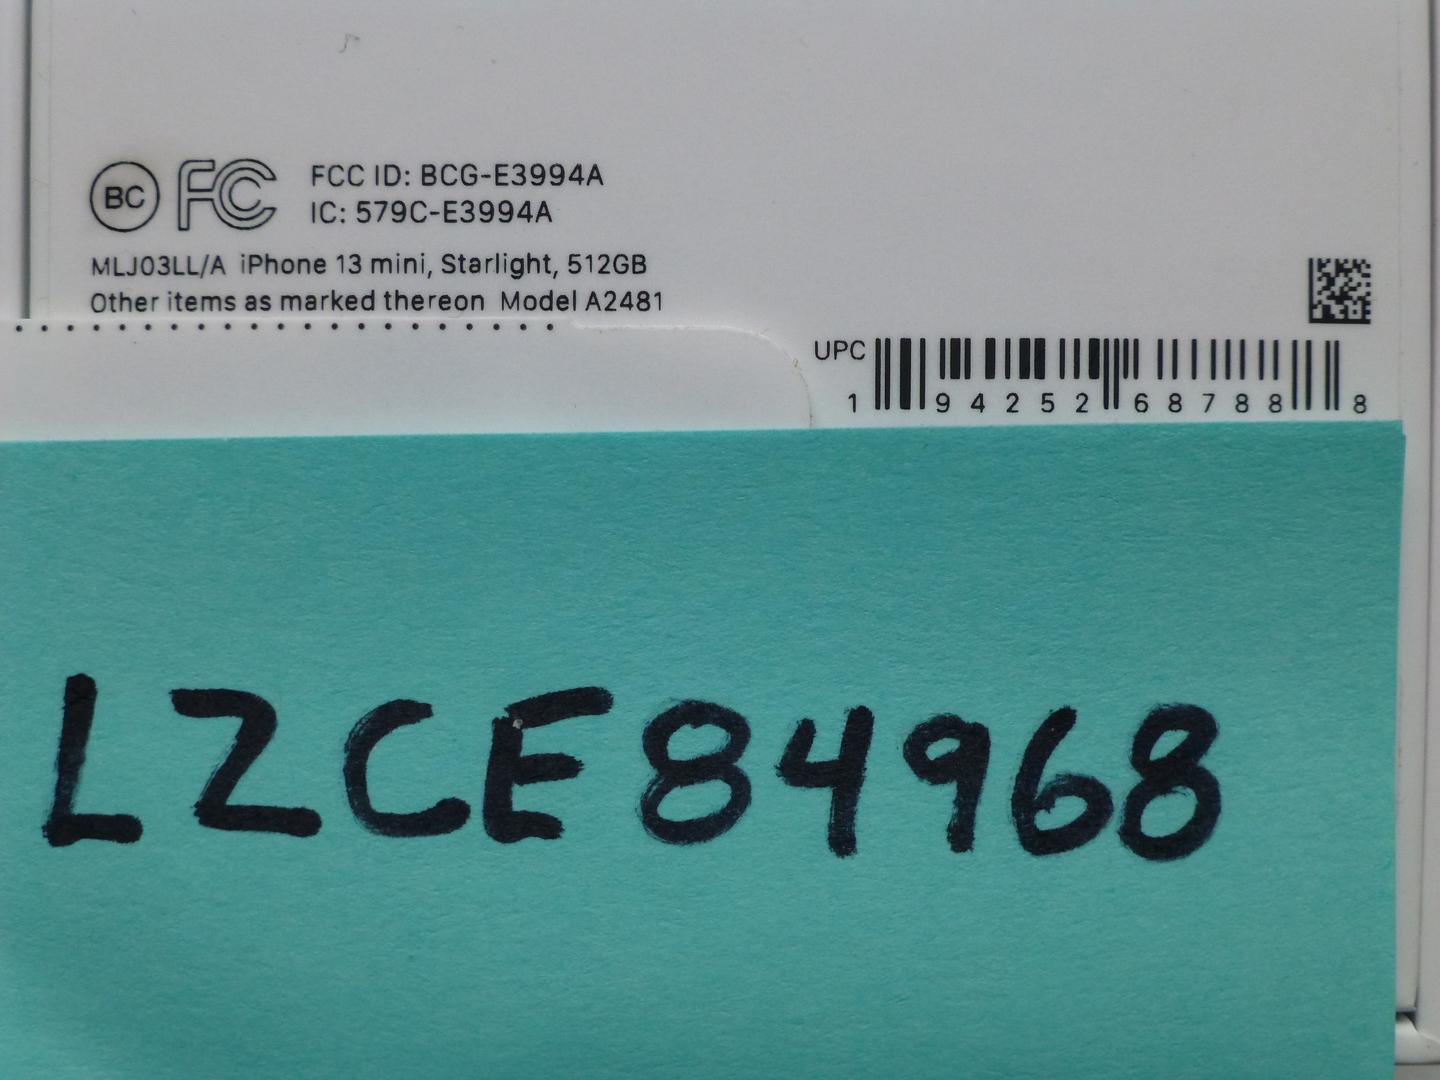 BC FC FCC ID: BCG-E3994A
IC: 579C-E3994A
MLJ03LL/A iPhone 13 mini, Starlight, 512GB
Other items as marked thereon Model A2481
UPC
1 94252 68788 8
LZCE84968